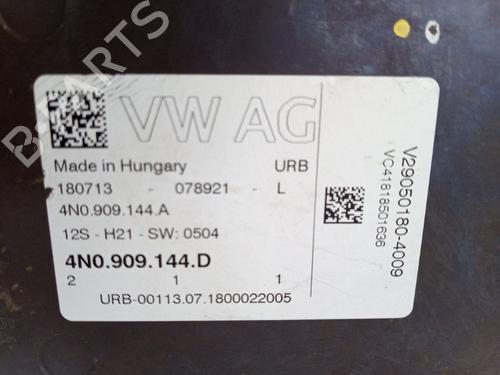 VW AG
Made in Hungary URB
180713 - 078921 - L
4N0.909.144.A
12S - H21 - SW: 0504
4N0.909.144.D
2 1 1
URB-00113.07.1800022005
V29050180-4009
VC41818501636
B-PARTS